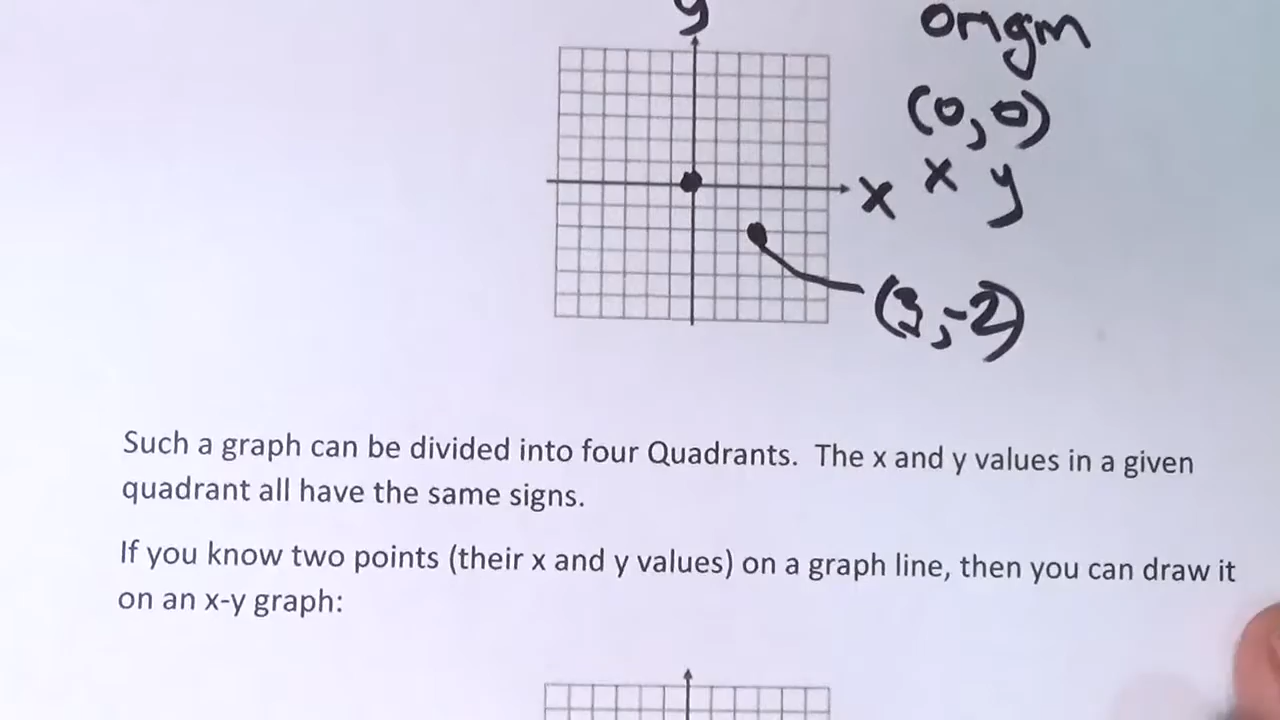 y
origin
(0,0)
x
x y
(3,-2)
Such a graph can be divided into four Quadrants. The x and y values in a given
quadrant all have the same signs.
If you know two points (their x and y values) on a graph line, then you can draw it
on an x-y graph: